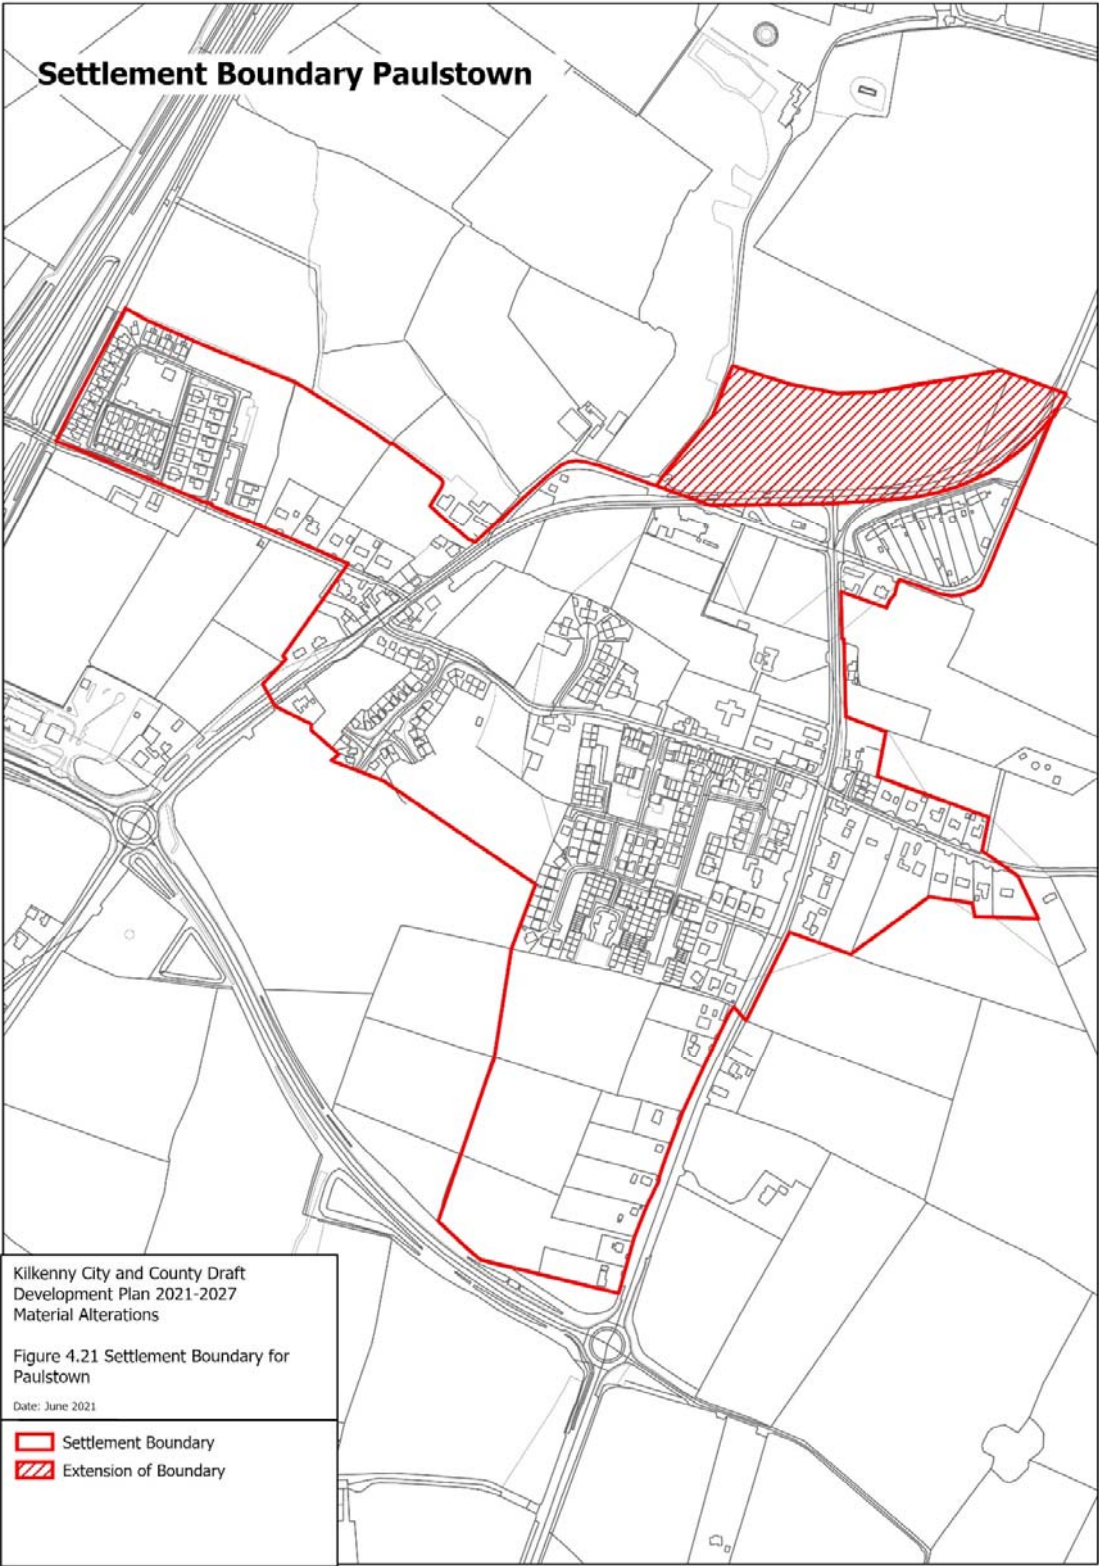 Settlement Boundary Paulstown
Kilkenny City and County Draft
Development Plan 2021-2027
Material Alterations
Figure 4.21 Settlement Boundary for
Paulstown
Date: June 2021
Settlement Boundary
Extension of Boundary